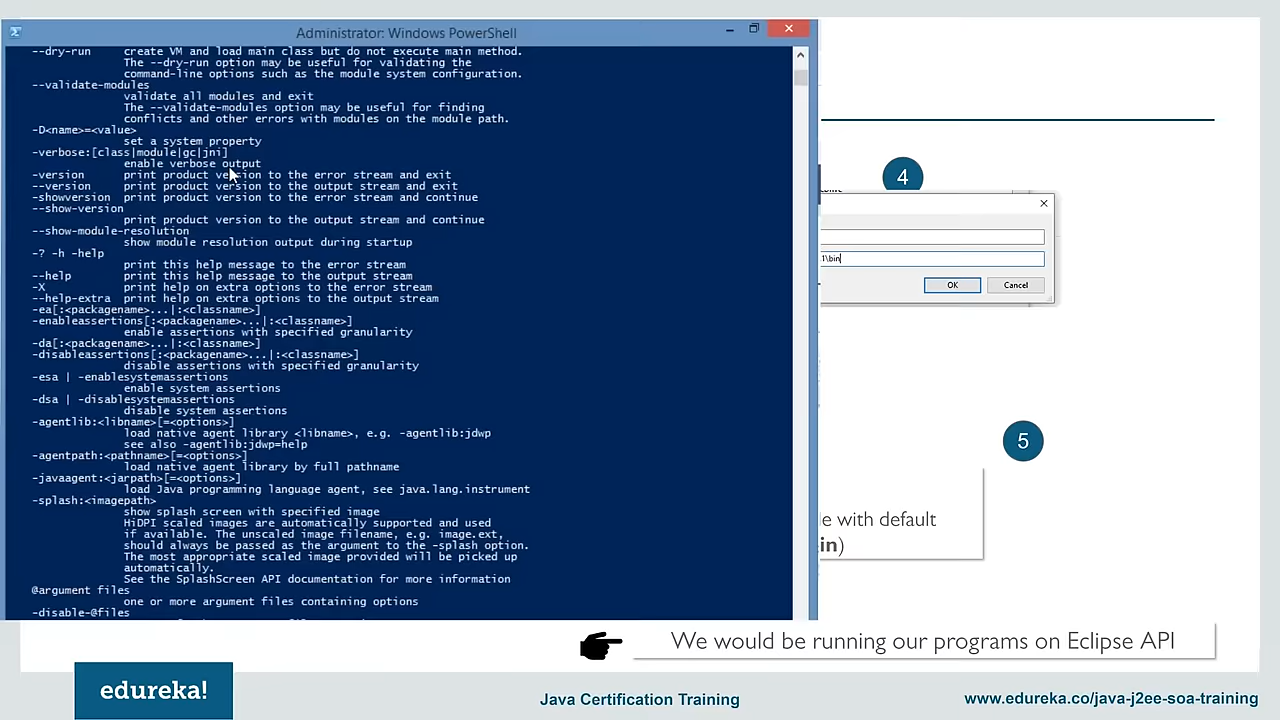 Administrator: Windows PowerShell
--dry-run create VM and load main class but do not execute main method.
The --dry-run option may be useful for validating the
command-line options such as the module system configuration.
--validate-modules
validate all modules and exit
The --validate-modules option may be useful for finding
conflicts and other errors with modules on the module path.
-D<name>=<value>
set a system property
-verbose:[class|module|gc|jni]
enable verbose output
-version print product version to the error stream and exit
--version print product version to the output stream and exit
-showversion print product version to the error stream and continue
--show-version
print product version to the output stream and continue
--show-module-resolution
show module resolution output during startup
-? -h -help
print this help message to the error stream
--help print this help message to the output stream
-X print help on extra options to the error stream
--help-extra print help on extra options to the output stream
-ea[:<packagename>...|:<classname>]
-enableassertions[:<packagename>...|:<classname>]
enable assertions with specified granularity
-da[:<packagename>...|:<classname>]
-disableassertions[:<packagename>...|:<classname>]
disable assertions with specified granularity
-esa | -enablesystemassertions
enable system assertions
-dsa | -disablesystemassertions
disable system assertions
-agentlib:<libname>[=<options>]
load native agent library <libname>, e.g. -agentlib:jdwp
see also -agentlib:jdwp=help
-agentpath:<pathname>[=<options>]
load native agent library by full pathname
-javaagent:<jarpath>[=<options>]
load Java programming language agent, see java.lang.instrument
-splash:<imagepath>
show splash screen with specified image
HiDPI scaled images are automatically supported and used
if available. The unscaled image filename, e.g. image.ext,
should always be passed as the argument to the -splash option.
The most appropriate scaled image provided will be picked up
automatically.
See the SplashScreen API documentation for more information
@argument files
one or more argument files containing options
-disable-@files
4
.1\bin
OK Cancel
5
le with default
in)
We would be running our programs on Eclipse API
edureka!
Java Certification Training
www.edureka.co/java-j2ee-soa-training